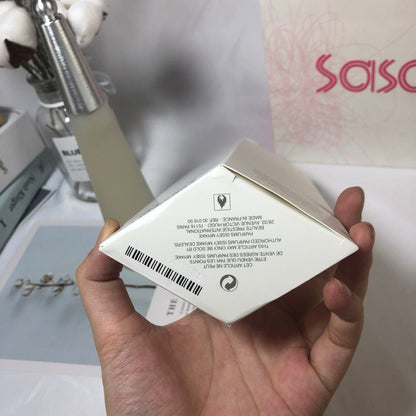 Sasa
BLUE
THE
CET ARTICLE NE PEUT
ETRE VENDU QUE PAR LES POINTS
DE VENTE AGREES DES PARFUMS ISSEY MIYAKE
THIS ARTICLE MAY BE ONLY SOLD BY
AUTHORIZED PARFUMS ISSEY MIYAKE DEALERS.
PARFUMS ISSEY MIYAKE
BEAUTE PRESTIGE INTERNATIONAL
28/32, AVENUE VICTOR HUGO - 75116 PARIS
MADE IN FRANCE - REF: 30 016 50